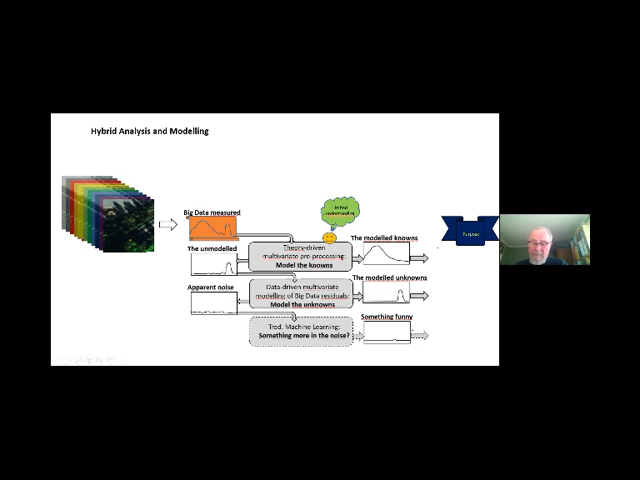 Hybrid Analysis and Modelling
Big Data measured
The unmodelled
Apparent noise
Theory-driven
multivariate pre-processing:
Model the knowns
The modelled knowns
Data-driven multivariate
modelling of Big Data residuals:
Model the unknowns
The modelled unknowns
Trad. Machine Learning:
Something more in the noise?
Something funny
understanding
Purpose